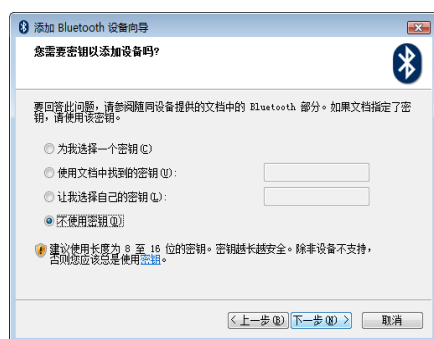 添加 Bluetooth 设备向导
您需要密钥以添加设备吗?
要回答此问题，请参阅随同设备提供的文档中的 Bluetooth 部分。如果文档指定了密
钥，请使用该密钥。
为我选择一个密钥(C)
使用文档中找到的密钥(U):
让我选择自己的密钥(L):
不使用密钥(D)
建议使用长度为 8 至 16 位的密钥。密钥越长越安全。除非设备不支持，
否则您应该总是使用密钥。
< 上一步(B) 下一步(N) > 取消